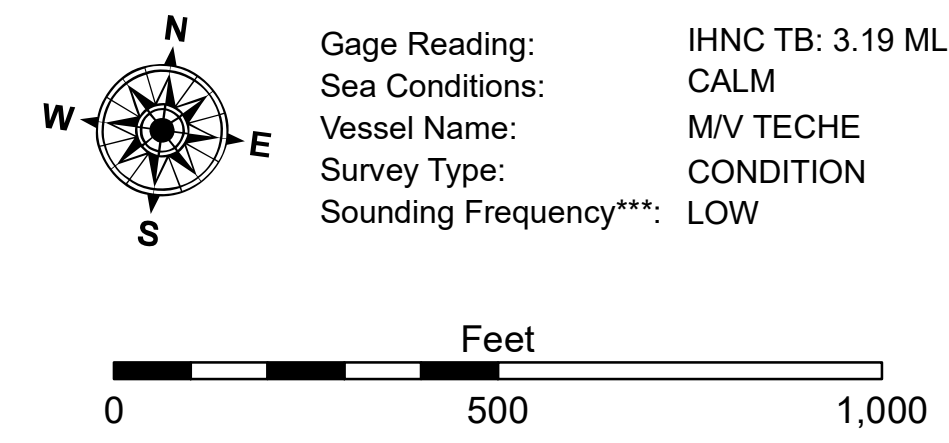 N
W
E
S
Gage Reading: IHNC TB: 3.19 ML
Sea Conditions: CALM
Vessel Name: M/V TECHE
Survey Type: CONDITION
Sounding Frequency***: LOW
Feet
0 500 1,000